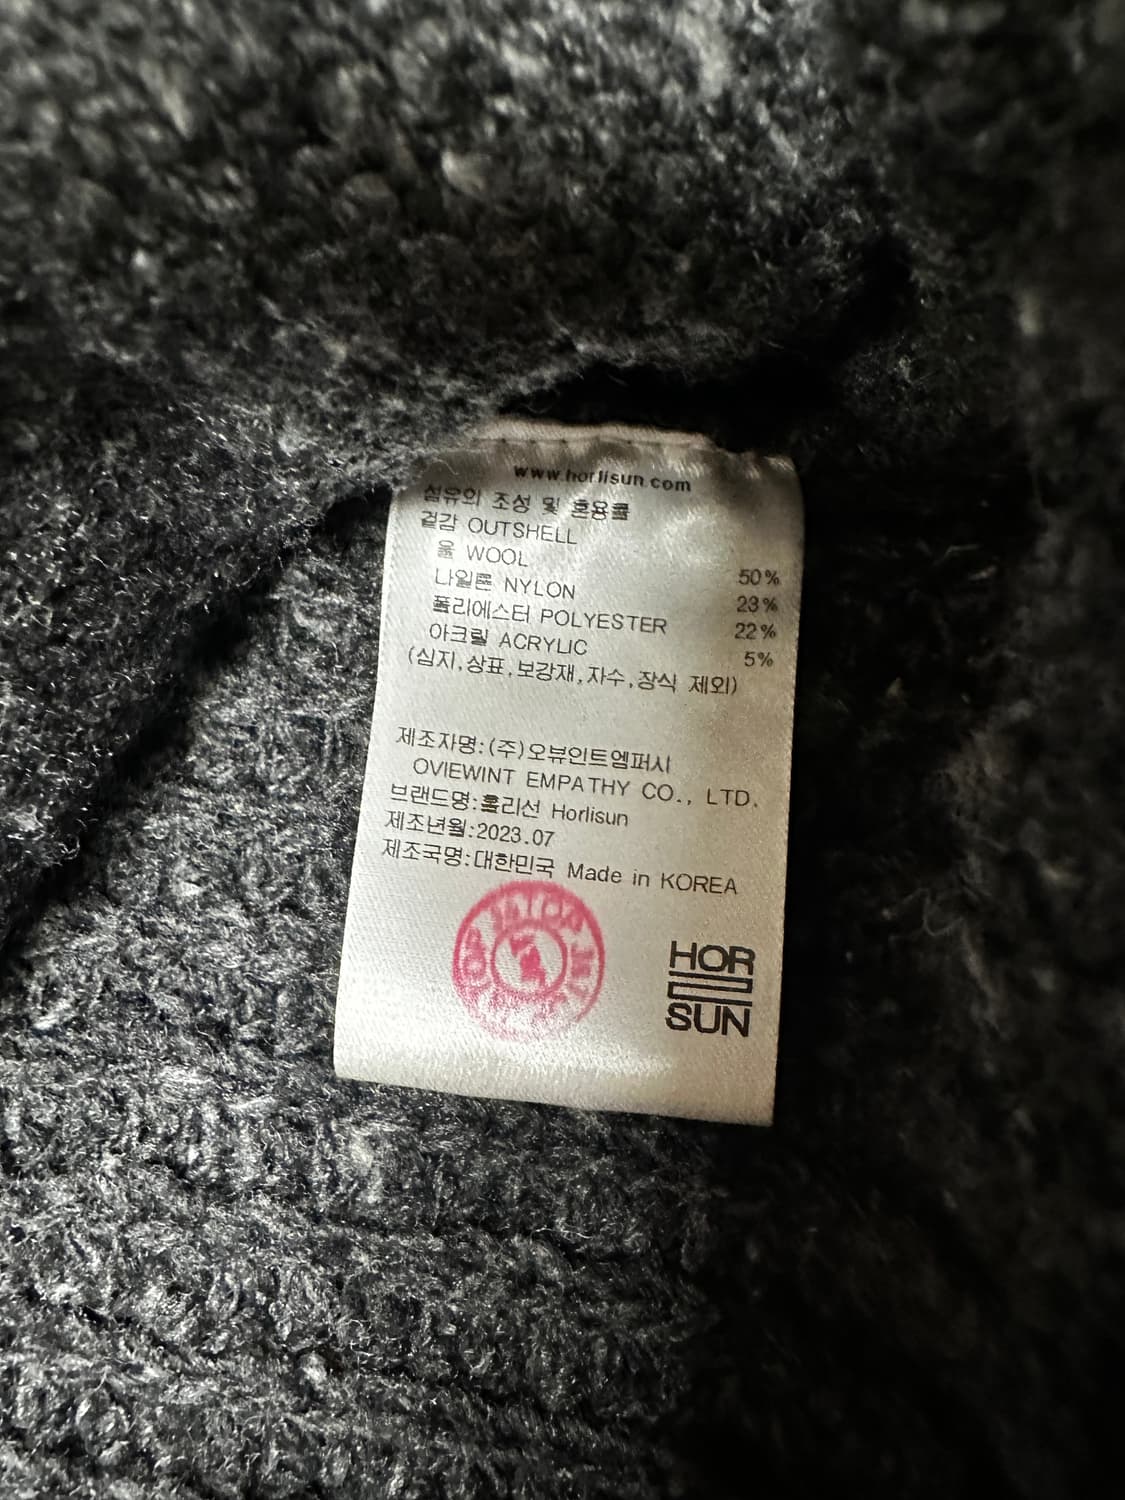 www.horlisun.com
섬유의 조성 및 혼용률
겉감 OUTSHELL
울 WOOL 50%
나일론 NYLON 23%
폴리에스터 POLYESTER 22%
아크릴 ACRYLIC 5%
(심지,상표,보강재,자수,장식 제외)
제조자명:(주)오뷰인트엠퍼시
OVIEWINT EMPATHY CO., LTD.
브랜드명:홀리선 Horlisun
제조년월:2023.07
제조국명:대한민국 Made in KOREA
HOR
SUN